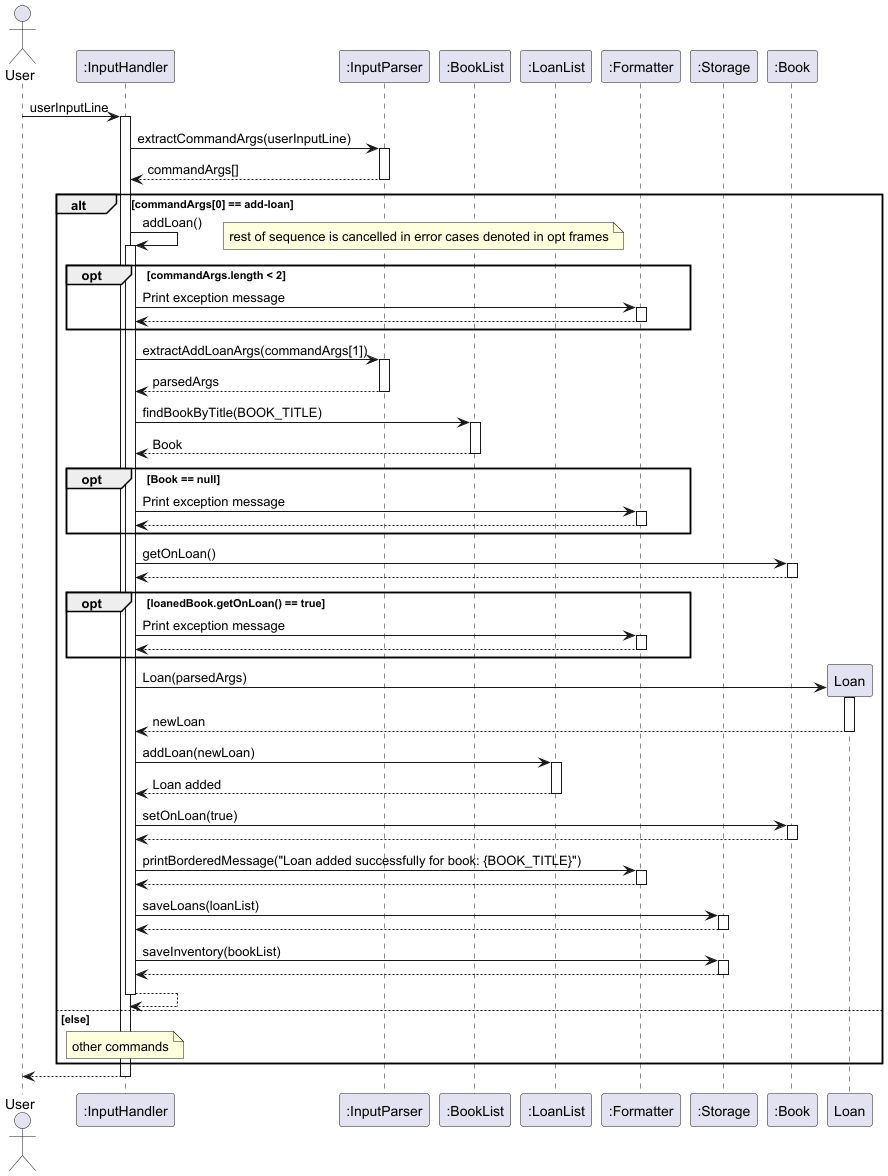 User
:InputHandler
:InputParser
:BookList
:LoanList
:Formatter
:Storage
:Book
userInputLine
extractCommandArgs(userInputLine)
commandArgs[]
alt
[commandArgs[0] == add-loan]
addLoan()
rest of sequence is cancelled in error cases denoted in opt frames
opt
[commandArgs.length < 2]
Print exception message
extractAddLoanArgs(commandArgs[1])
parsedArgs
findBookByTitle(BOOK_TITLE)
Book
opt
[Book == null]
Print exception message
getOnLoan()
opt
[loanedBook.getOnLoan() == true]
Print exception message
Loan(parsedArgs)
Loan
newLoan
addLoan(newLoan)
Loan added
setOnLoan(true)
printBorderedMessage("Loan added successfully for book: {BOOK_TITLE}")
saveLoans(loanList)
saveInventory(bookList)
[else]
other commands
User
:InputHandler
:InputParser
:BookList
:LoanList
:Formatter
:Storage
:Book
Loan